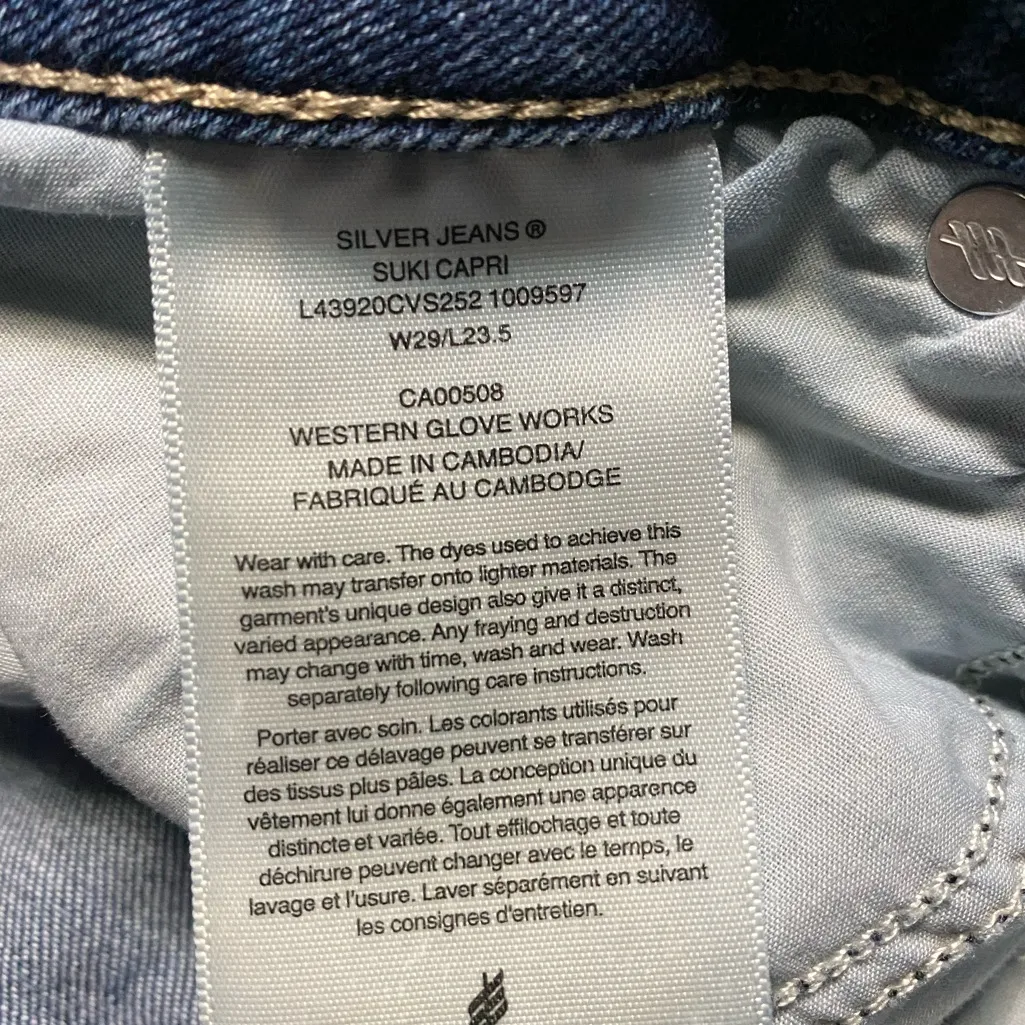 SILVER JEANS ®
SUKI CAPRI
L43920CVS252 1009597
W29/L23.5
CA00508
WESTERN GLOVE WORKS
MADE IN CAMBODIA/
FABRIQUÉ AU CAMBODGE
Wear with care. The dyes used to achieve this
wash may transfer onto lighter materials. The
garment's unique design also give it a distinct,
varied appearance. Any fraying and destruction
may change with time, wash and wear. Wash
separately following care instructions.
Porter avec soin. Les colorants utilisés pour
réaliser ce délavage peuvent se transférer sur
des tissus plus pâles. La conception unique du
vêtement lui donne également une apparence
distincte et variée. Tout effilochage et toute
déchirure peuvent changer avec le temps, le
lavage et l'usure. Laver séparément en suivant
les consignes d'entretien.